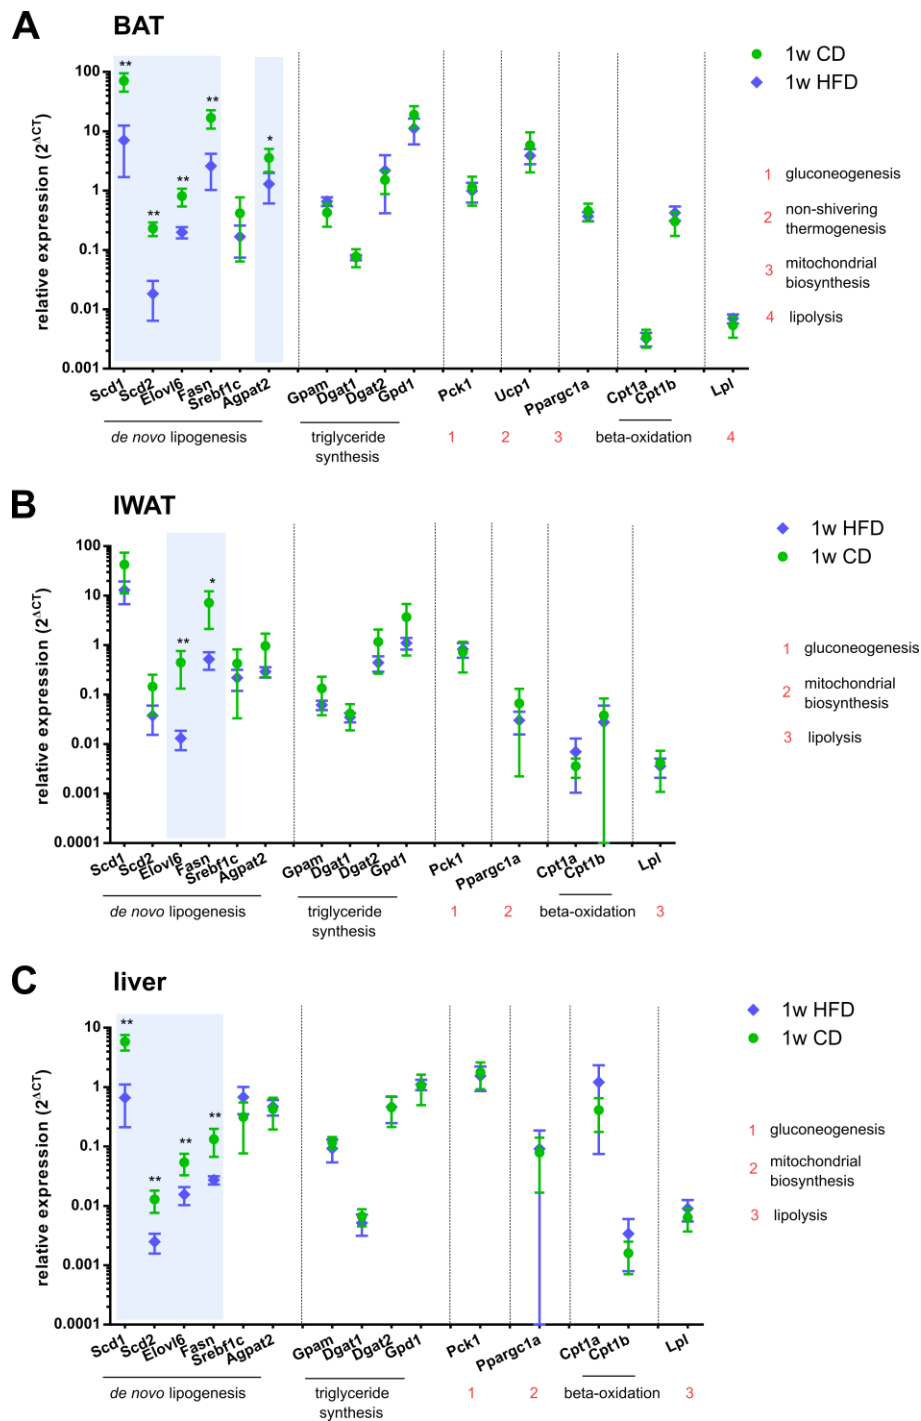 A
BAT
1w CD
1w HFD
relative expression (2^ΔCT)
100
10
1
0.1
0.01
0.001
**
**
**
**
*
Scd1
Scd2
Elovl6
Fasn
Srebf1c
Agpat2
Gpam
Dgat1
Dgat2
Gpd1
Pck1
Ucp1
Ppargc1a
Cpt1a
Cpt1b
Lpl
de novo lipogenesis
triglyceride
synthesis
1
2
3
beta-oxidation
4
1 gluconeogenesis
2 non-shivering
thermogenesis
3 mitochondrial
biosynthesis
4 lipolysis
B
IWAT
1w HFD
1w CD
relative expression (2^ΔCT)
100
10
1
0.1
0.01
0.001
0.0001
**
*
Scd1
Scd2
Elovl6
Fasn
Srebf1c
Agpat2
Gpam
Dgat1
Dgat2
Gpd1
Pck1
Ppargc1a
Cpt1a
Cpt1b
Lpl
de novo lipogenesis
triglyceride
synthesis
1
2
beta-oxidation
3
1 gluconeogenesis
2 mitochondrial
biosynthesis
3 lipolysis
C
liver
1w HFD
1w CD
relative expression (2^ΔCT)
10
1
0.1
0.01
0.001
0.0001
**
**
**
**
Scd1
Scd2
Elovl6
Fasn
Srebf1c
Agpat2
Gpam
Dgat1
Dgat2
Gpd1
Pck1
Ppargc1a
Cpt1a
Cpt1b
Lpl
de novo lipogenesis
triglyceride
synthesis
1
2
beta-oxidation
3
1 gluconeogenesis
2 mitochondrial
biosynthesis
3 lipolysis